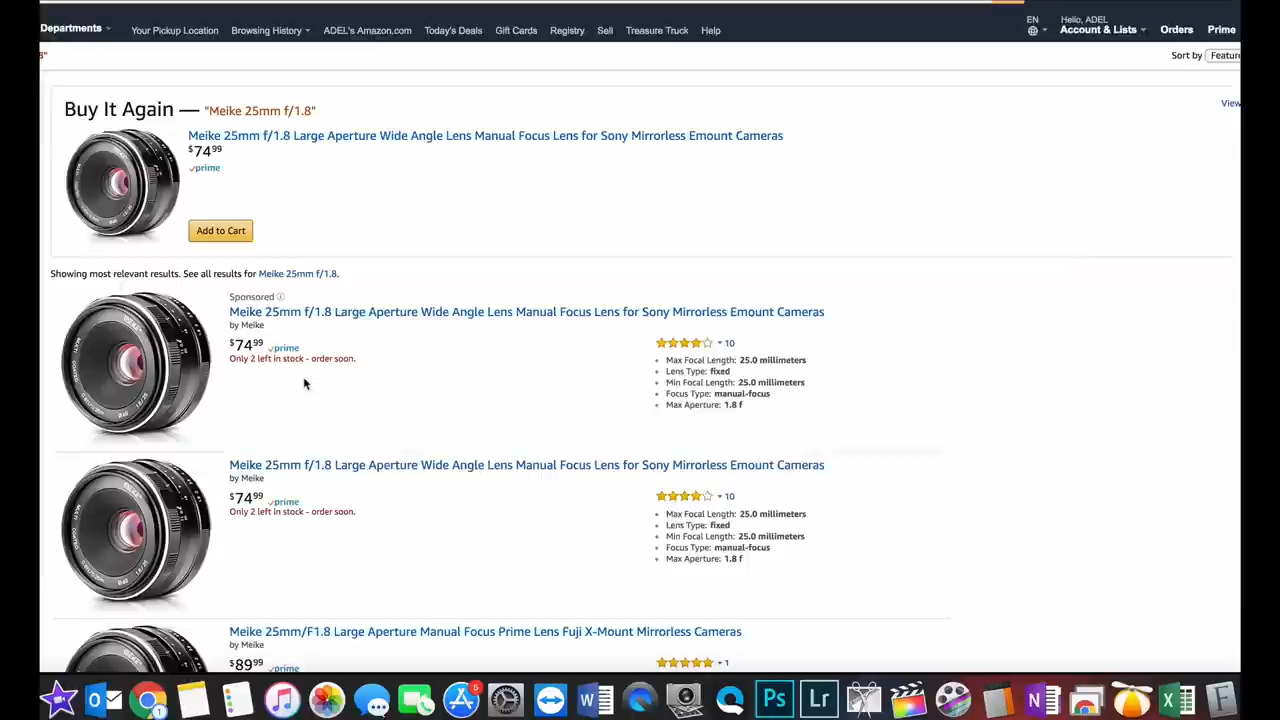 Departments
Your Pickup Location Browsing History ADEL's Amazon.com Today's Deals Gift Cards Registry Sell Treasure Truck Help
EN
Hello, ADEL
Account & Lists
Orders
Prime
Sort by
Buy It Again — "Meike 25mm f/1.8"
View
Meike 25mm f/1.8 Large Aperture Wide Angle Lens Manual Focus Lens for Sony Mirrorless Emount Cameras
$74 99
prime
Add to Cart
Showing most relevant results. See all results for Meike 25mm f/1.8.
Sponsored
Meike 25mm f/1.8 Large Aperture Wide Angle Lens Manual Focus Lens for Sony Mirrorless Emount Cameras
by Meike
$74 99 prime
Only 2 left in stock - order soon.
10
Max Focal Length: 25.0 millimeters
Lens Type: fixed
Min Focal Length: 25.0 millimeters
Focus Type: manual-focus
Max Aperture: 1.8 f
Meike 25mm f/1.8 Large Aperture Wide Angle Lens Manual Focus Lens for Sony Mirrorless Emount Cameras
by Meike
$74 99 prime
Only 2 left in stock - order soon.
10
Max Focal Length: 25.0 millimeters
Lens Type: fixed
Min Focal Length: 25.0 millimeters
Focus Type: manual-focus
Max Aperture: 1.8 f
Meike 25mm/F1.8 Large Aperture Manual Focus Prime Lens Fuji X-Mount Mirrorless Cameras
by Meike
$89 99 prime
1
Ps
Lr